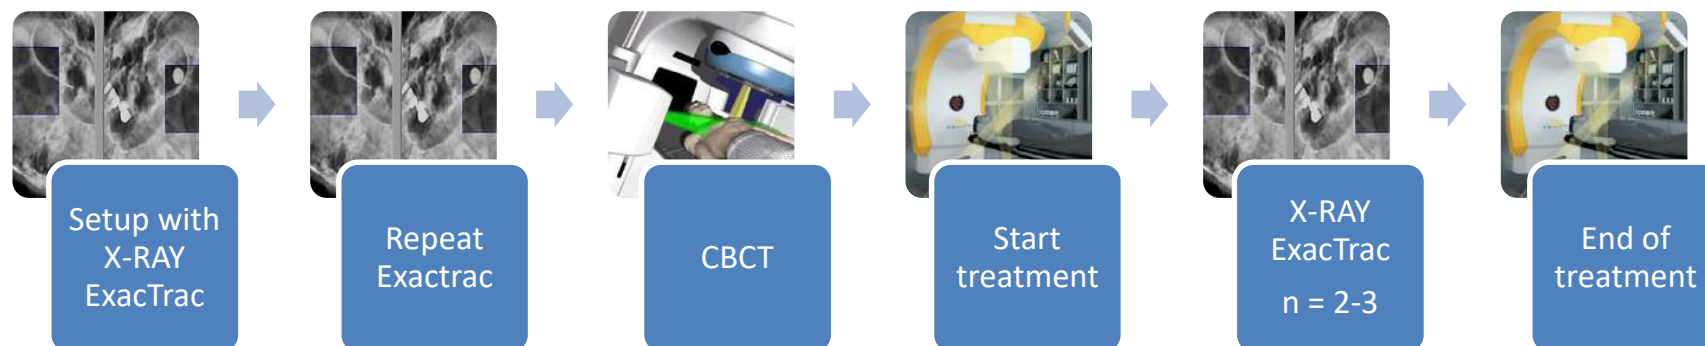 Setup with
X-RAY
ExacTrac
Repeat
Exactrac
CBCT
Start
treatment
X-RAY
ExacTrac
n = 2-3
End of
treatment